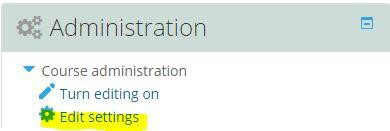 Administration
Course administration
Turn editing on
Edit settings